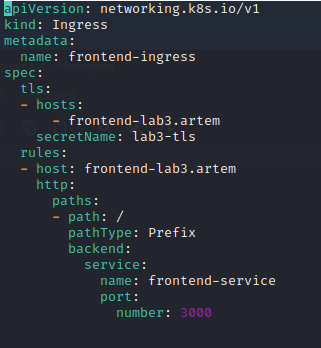 apiVersion: networking.k8s.io/v1
kind: Ingress
metadata:
  name: frontend-ingress
spec:
  tls:
  - hosts:
      - frontend-lab3.artem
    secretName: lab3-tls
  rules:
  - host: frontend-lab3.artem
    http:
      paths:
      - path: /
        pathType: Prefix
        backend:
          service:
            name: frontend-service
            port:
              number: 3000